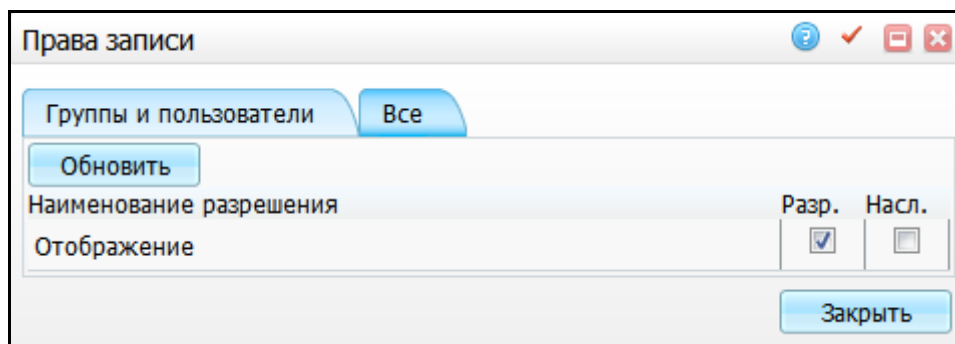 Права записи
Группы и пользователи Все
Обновить
Наименование разрешения Разр. Насл.
Отображение
Закрыть